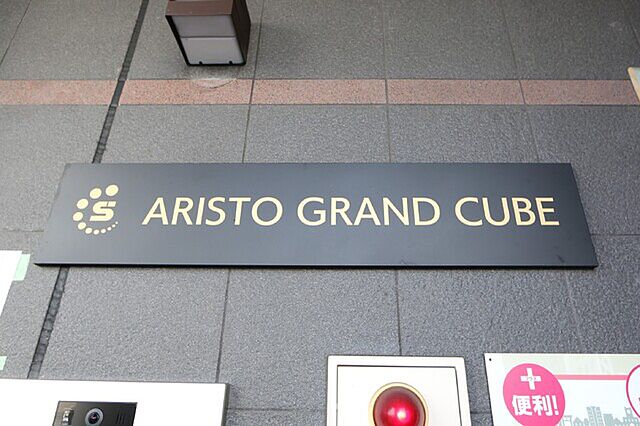 S ARISTO GRAND CUBE
+
便利!